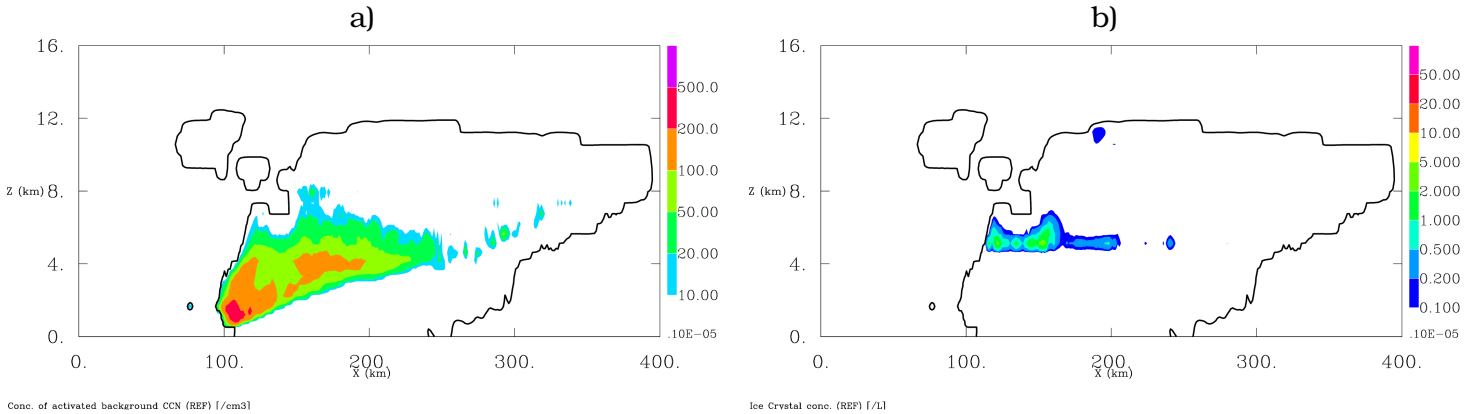 a)
16.
12.
Z (km) 8.
4.
0.
0. 100. 200. 300. 400.
X (km)
500.0
200.0
100.0
50.00
20.00
10.00
.10E-05
Conc. of activated background CCN (REF) [/cm3]
b)
16.
12.
Z (km) 8.
4.
0.
0. 100. 200. 300. 400.
X (km)
50.00
20.00
10.00
5.000
2.000
1.000
0.500
0.200
0.100
.10E-05
Ice Crystal conc. (REF) [/L]